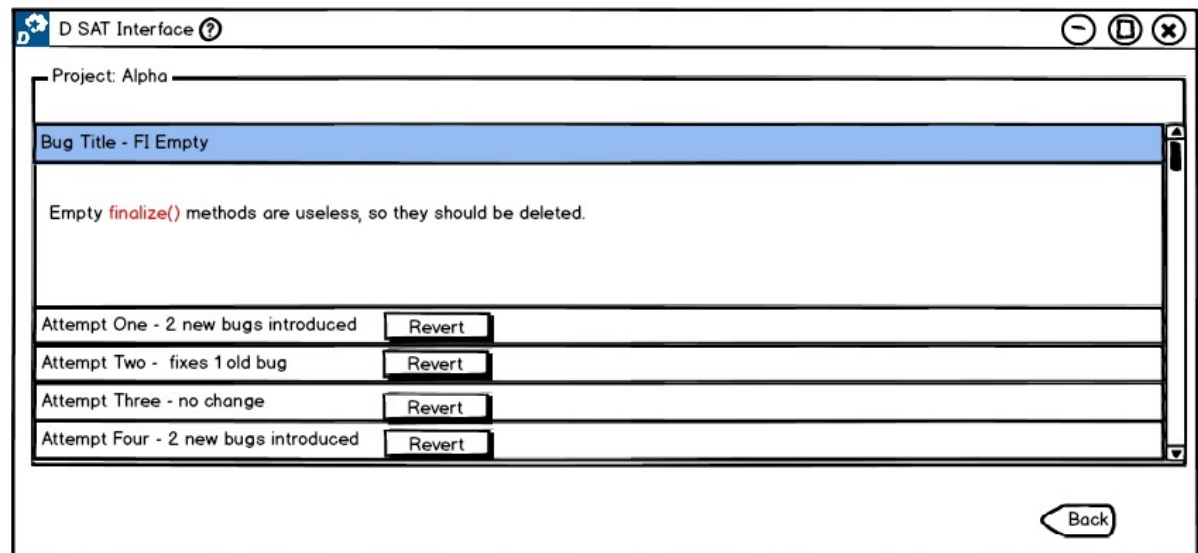 D
D SAT Interface ?
Project: Alpha
Bug Title - FI Empty
Empty finalize() methods are useless, so they should be deleted.
Attempt One - 2 new bugs introduced Revert
Attempt Two - fixes 1 old bug Revert
Attempt Three - no change Revert
Attempt Four - 2 new bugs introduced Revert
Back